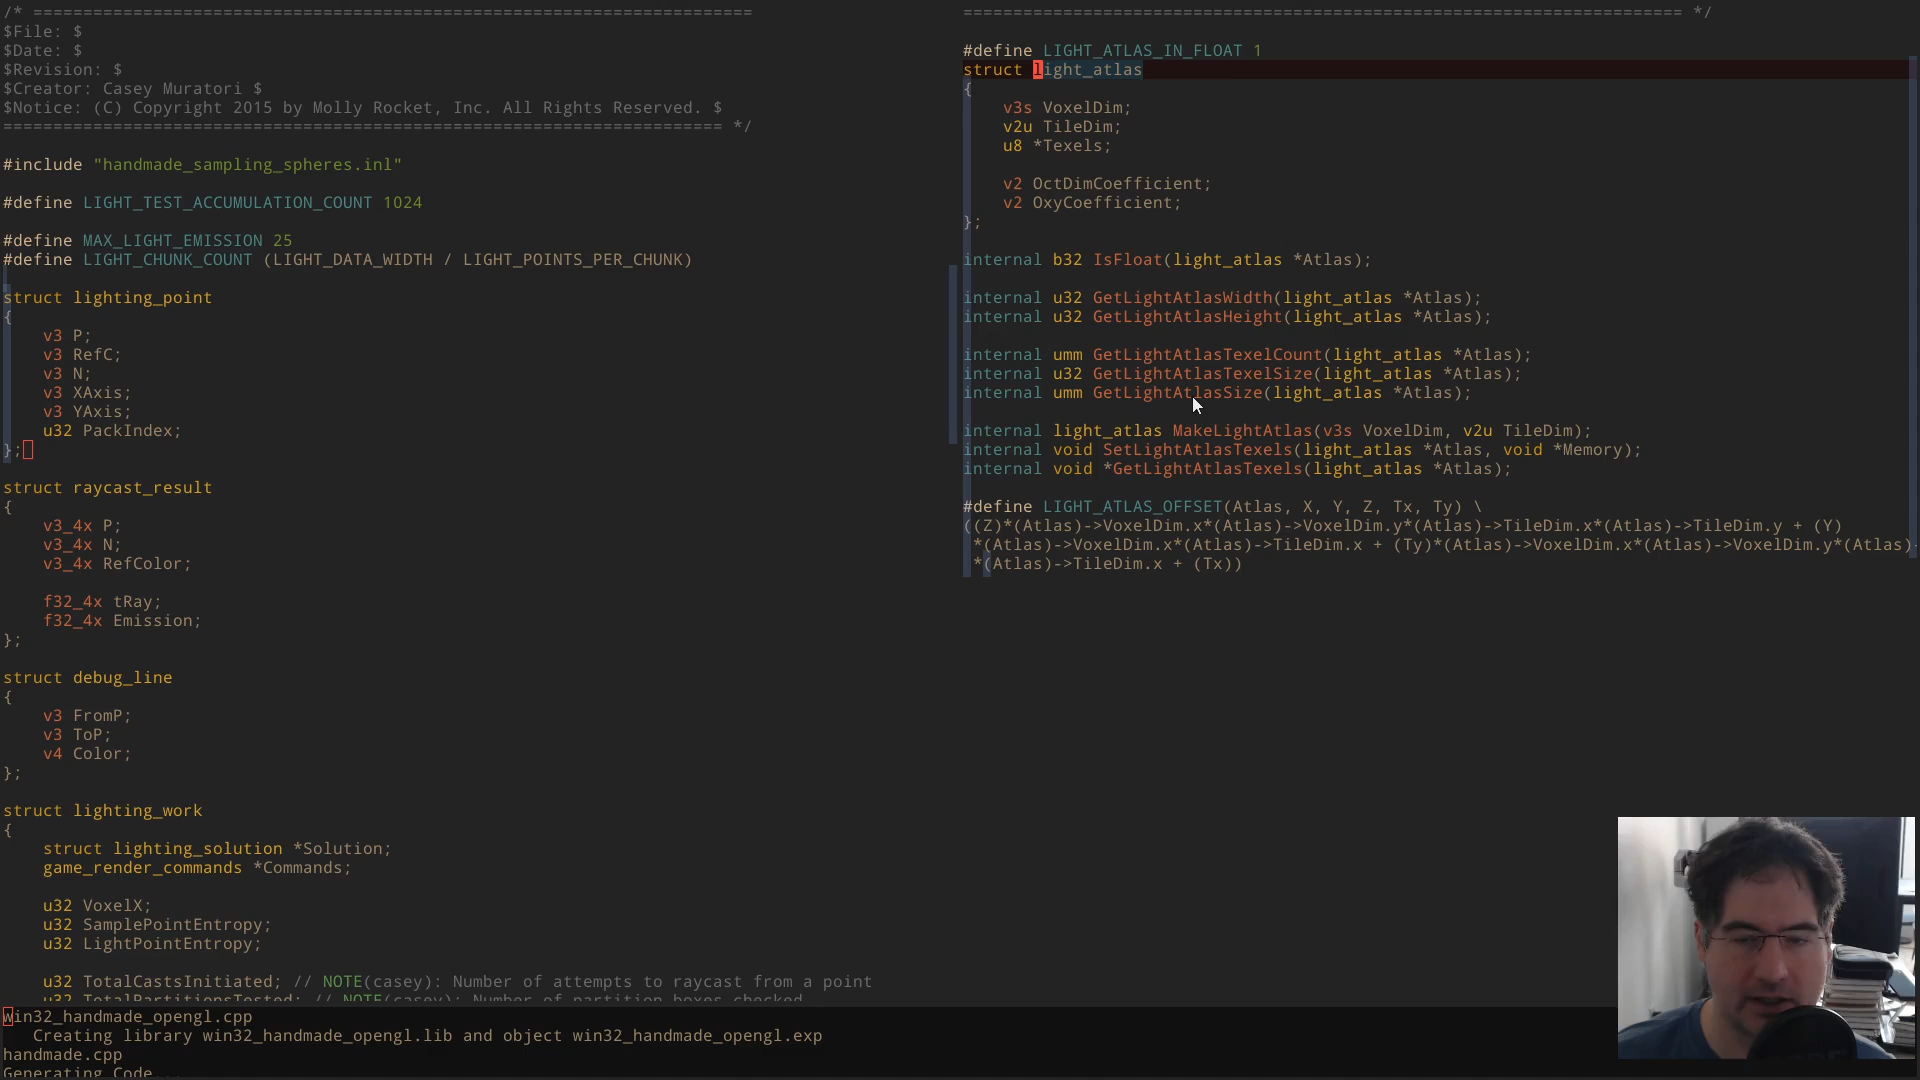 /* ========================================================================
$File: $
$Date: $
$Revision: $
$Creator: Casey Muratori $
$Notice: (C) Copyright 2015 by Molly Rocket, Inc. All Rights Reserved. $
======================================================================== */
#include "handmade_sampling_spheres.inl"
#define LIGHT_TEST_ACCUMULATION_COUNT 1024
#define MAX_LIGHT_EMISSION 25
#define LIGHT_CHUNK_COUNT (LIGHT_DATA_WIDTH / LIGHT_POINTS_PER_CHUNK)
struct lighting_point
{
v3 P;
v3 RefC;
v3 N;
v3 XAxis;
v3 YAxis;
u32 PackIndex;
};
struct raycast_result
{
v3_4x P;
v3_4x N;
v3_4x RefColor;
f32_4x tRay;
f32_4x Emission;
};
struct debug_line
{
v3 FromP;
v3 ToP;
v4 Color;
};
struct lighting_work
{
struct lighting_solution *Solution;
game_render_commands *Commands;
u32 VoxelX;
u32 SamplePointEntropy;
u32 LightPointEntropy;
u32 TotalCastsInitiated; // NOTE(casey): Number of attempts to raycast from a point
u32 TotalPartitionsTested; // NOTE(casey): Number of partition boxes checked
======================================================================== */
#define LIGHT_ATLAS_IN_FLOAT 1
struct light_atlas
{
v3s VoxelDim;
v2u TileDim;
u8 *Texels;
v2 OctDimCoefficient;
v2 OxyCoefficient;
};
internal b32 IsFloat(light_atlas *Atlas);
internal u32 GetLightAtlasWidth(light_atlas *Atlas);
internal u32 GetLightAtlasHeight(light_atlas *Atlas);
internal umm GetLightAtlasTexelCount(light_atlas *Atlas);
internal u32 GetLightAtlasTexelSize(light_atlas *Atlas);
internal umm GetLightAtlasSize(light_atlas *Atlas);
internal light_atlas MakeLightAtlas(v3s VoxelDim, v2u TileDim);
internal void SetLightAtlasTexels(light_atlas *Atlas, void *Memory);
internal void *GetLightAtlasTexels(light_atlas *Atlas);
#define LIGHT_ATLAS_OFFSET(Atlas, X, Y, Z, Tx, Ty) \
((Z)*(Atlas)->VoxelDim.x*(Atlas)->VoxelDim.y*(Atlas)->TileDim.x*(Atlas)->TileDim.y + (Y)
*(Atlas)->VoxelDim.x*(Atlas)->TileDim.x + (Ty)*(Atlas)->VoxelDim.x*(Atlas)->VoxelDim.y*(Atlas)-
*(Atlas)->TileDim.x + (Tx))
win32_handmade_opengl.cpp
Creating library win32_handmade_opengl.lib and object win32_handmade_opengl.exp
handmade.cpp
Generating Code...